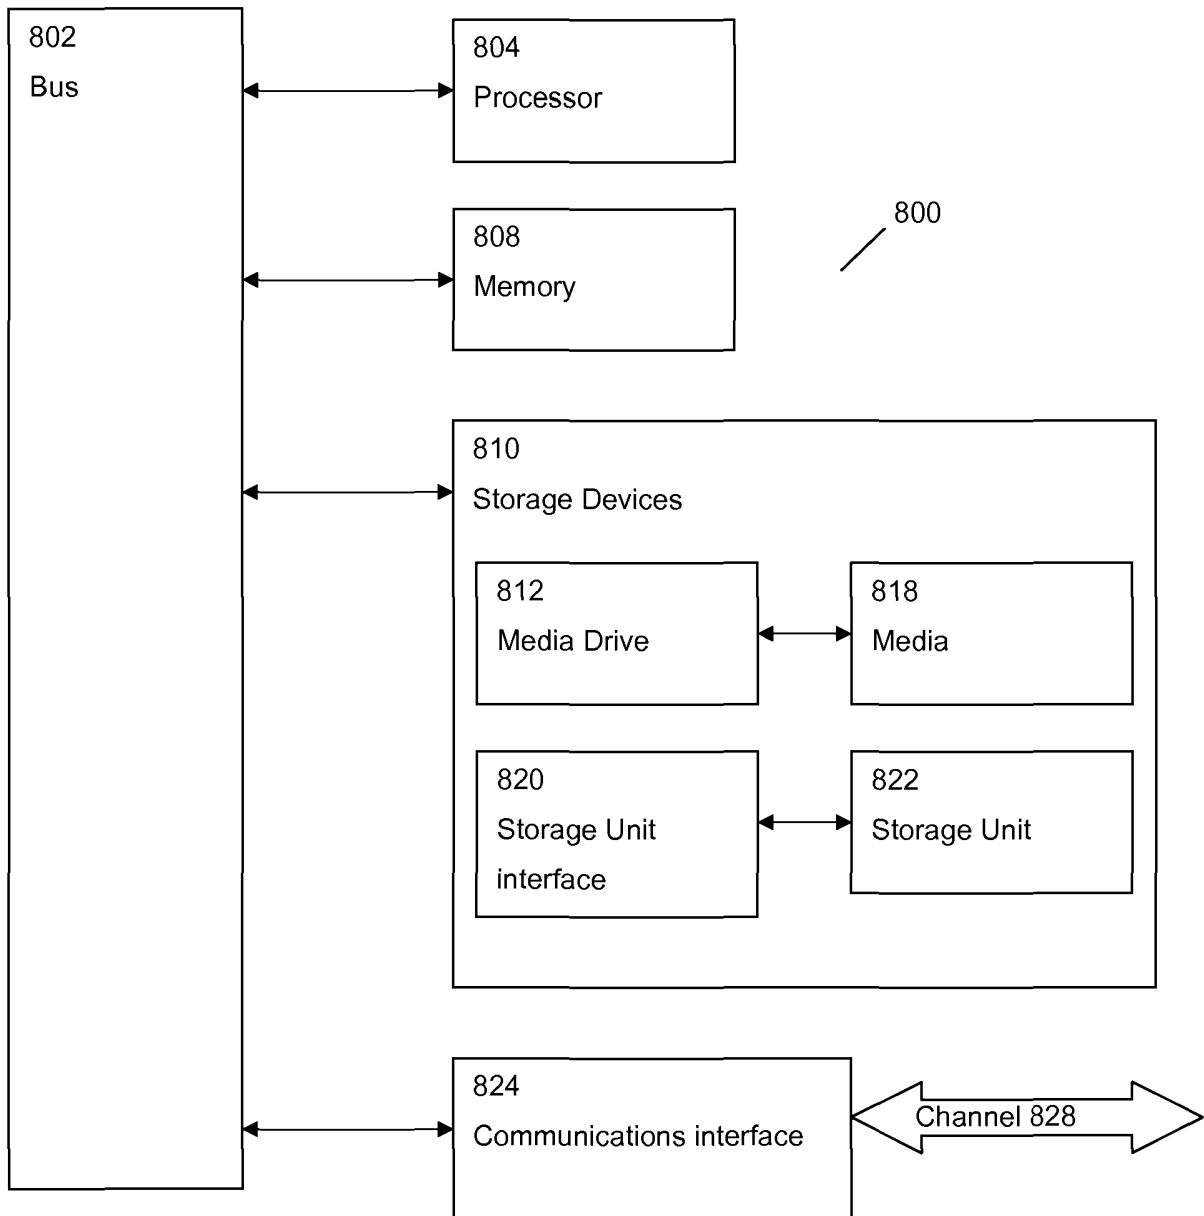 802
Bus
804
Processor
800
808
Memory
810
Storage Devices
812
Media Drive
818
Media
820
Storage Unit
interface
822
Storage Unit
824
Communications interface
Channel 828